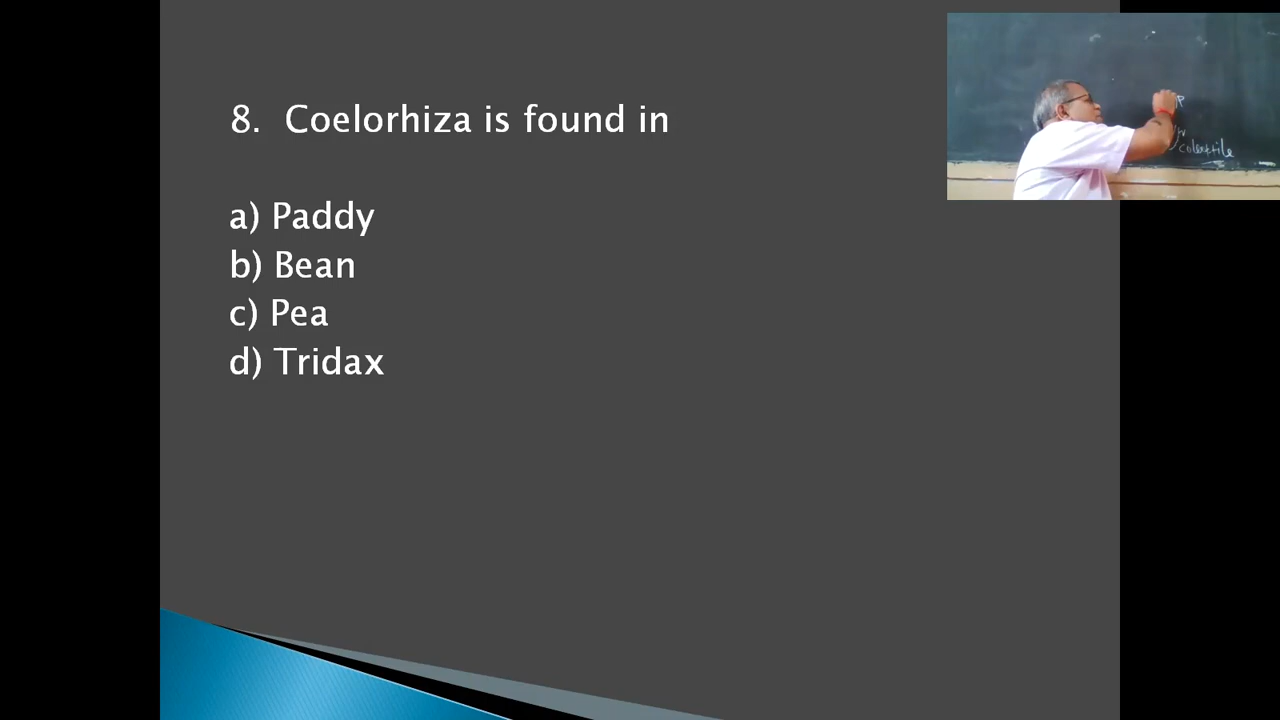 8. Coelorhiza is found in
a) Paddy
b) Bean
c) Pea
d) Tridax